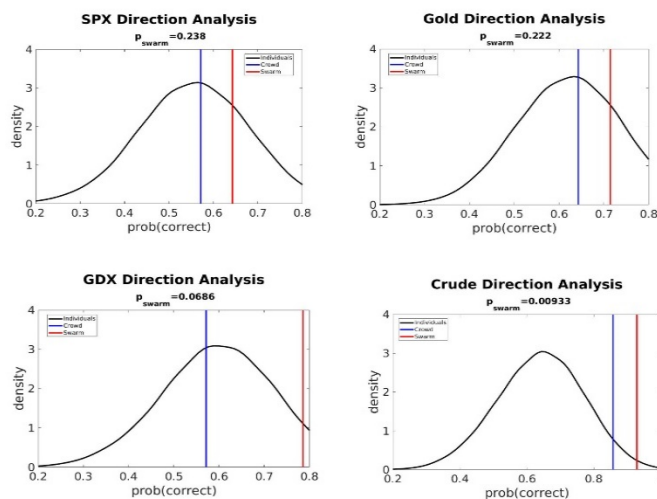 SPX Direction Analysis
p swarm =0.238
Individuals
Crowd
Swarm
4
3
2
1
0
density
0.2 0.3 0.4 0.5 0.6 0.7 0.8
prob(correct)
Gold Direction Analysis
p swarm =0.222
Individuals
Crowd
Swarm
4
3
2
1
0
density
0.2 0.3 0.4 0.5 0.6 0.7 0.8
prob(correct)
GDX Direction Analysis
p swarm =0.0686
Individuals
Crowd
Swarm
4
3
2
1
0
density
0.2 0.3 0.4 0.5 0.6 0.7 0.8
prob(correct)
Crude Direction Analysis
p swarm =0.00933
Individuals
Crowd
Swarm
4
3
2
1
0
density
0.2 0.4 0.6 0.8
prob(correct)